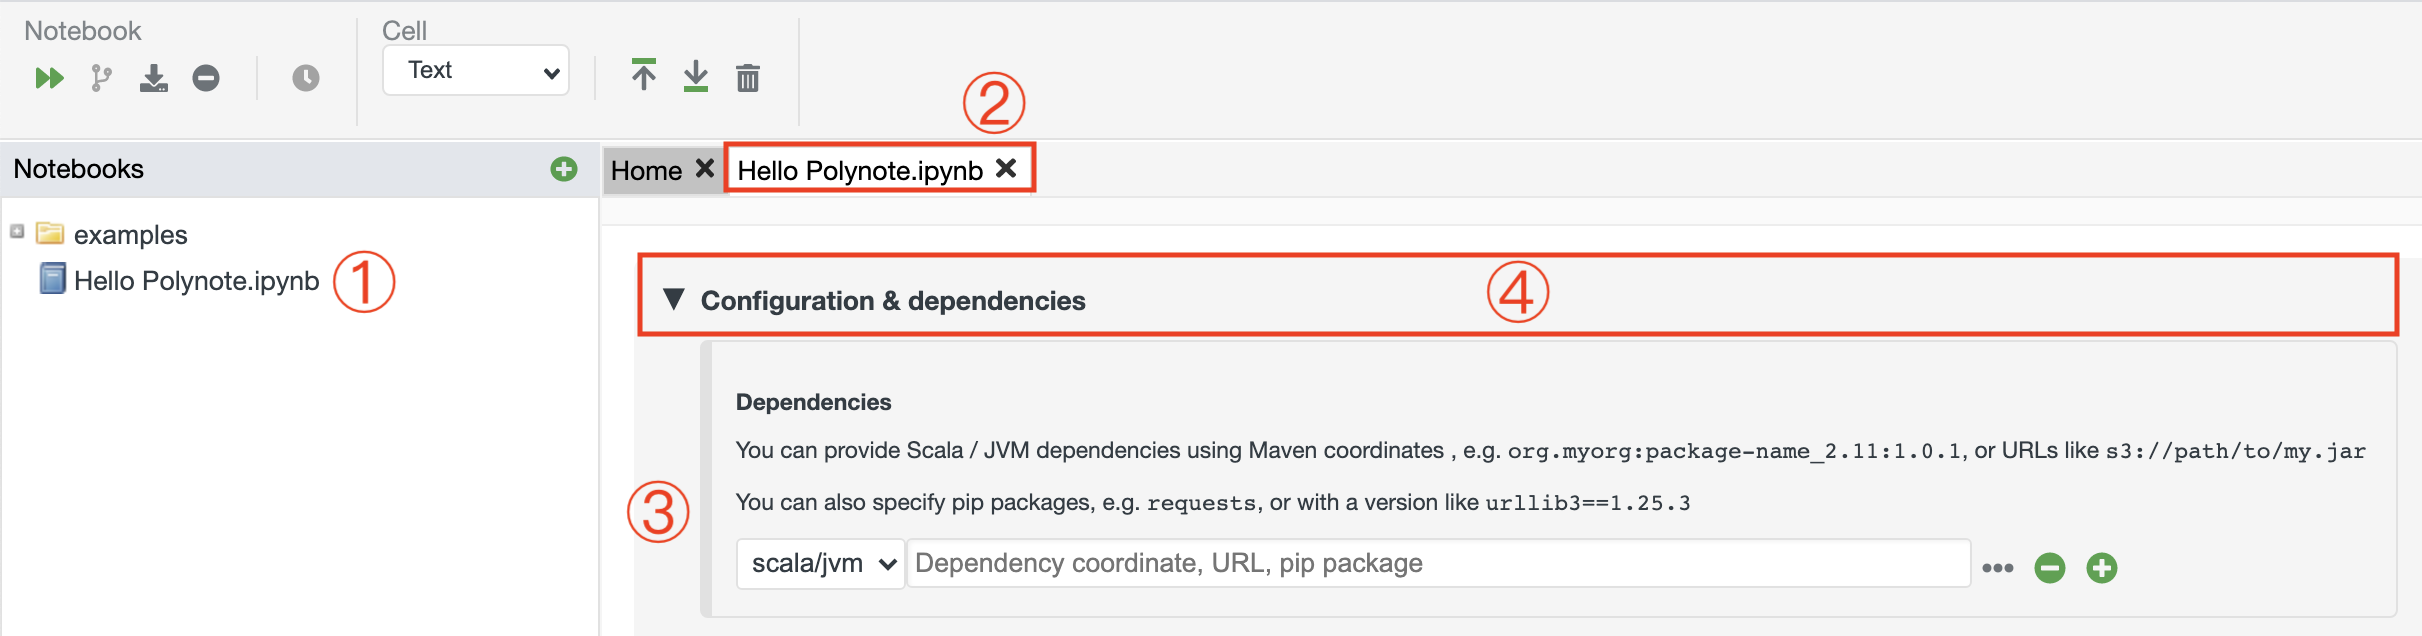 Notebook
Cell
Text
②
Notebooks
Home
Hello Polynote.ipynb
examples
Hello Polynote.ipynb ①
▼ Configuration & dependencies ④
Dependencies
You can provide Scala / JVM dependencies using Maven coordinates , e.g. org.myorg:package-name_2.11:1.0.1, or URLs like s3://path/to/my.jar
③
You can also specify pip packages, e.g. requests, or with a version like urllib3==1.25.3
scala/jvm
Dependency coordinate, URL, pip package